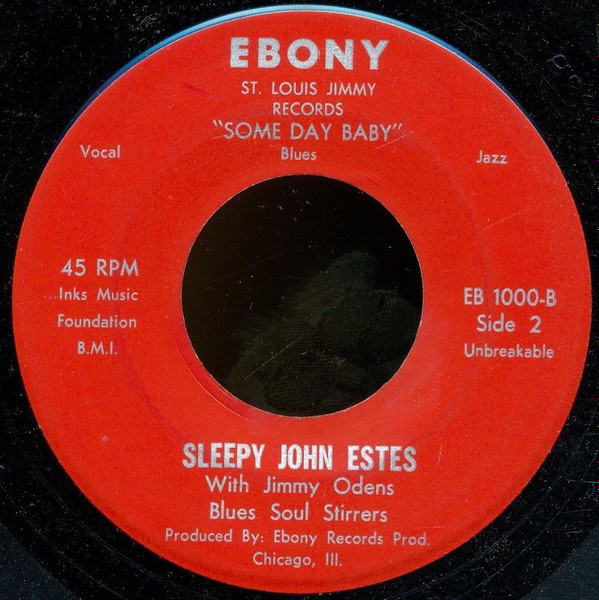 EBONY
ST. LOUIS JIMMY
RECORDS
"SOME DAY BABY"
Vocal
Blues
Jazz
45 RPM
Inks Music
Foundation
B.M.I.
EB 1000-B
Side 2
Unbreakable
SLEEPY JOHN ESTES
With Jimmy Odens
Blues Soul Stirrers
Produced By: Ebony Records Prod.
Chicago, Ill.